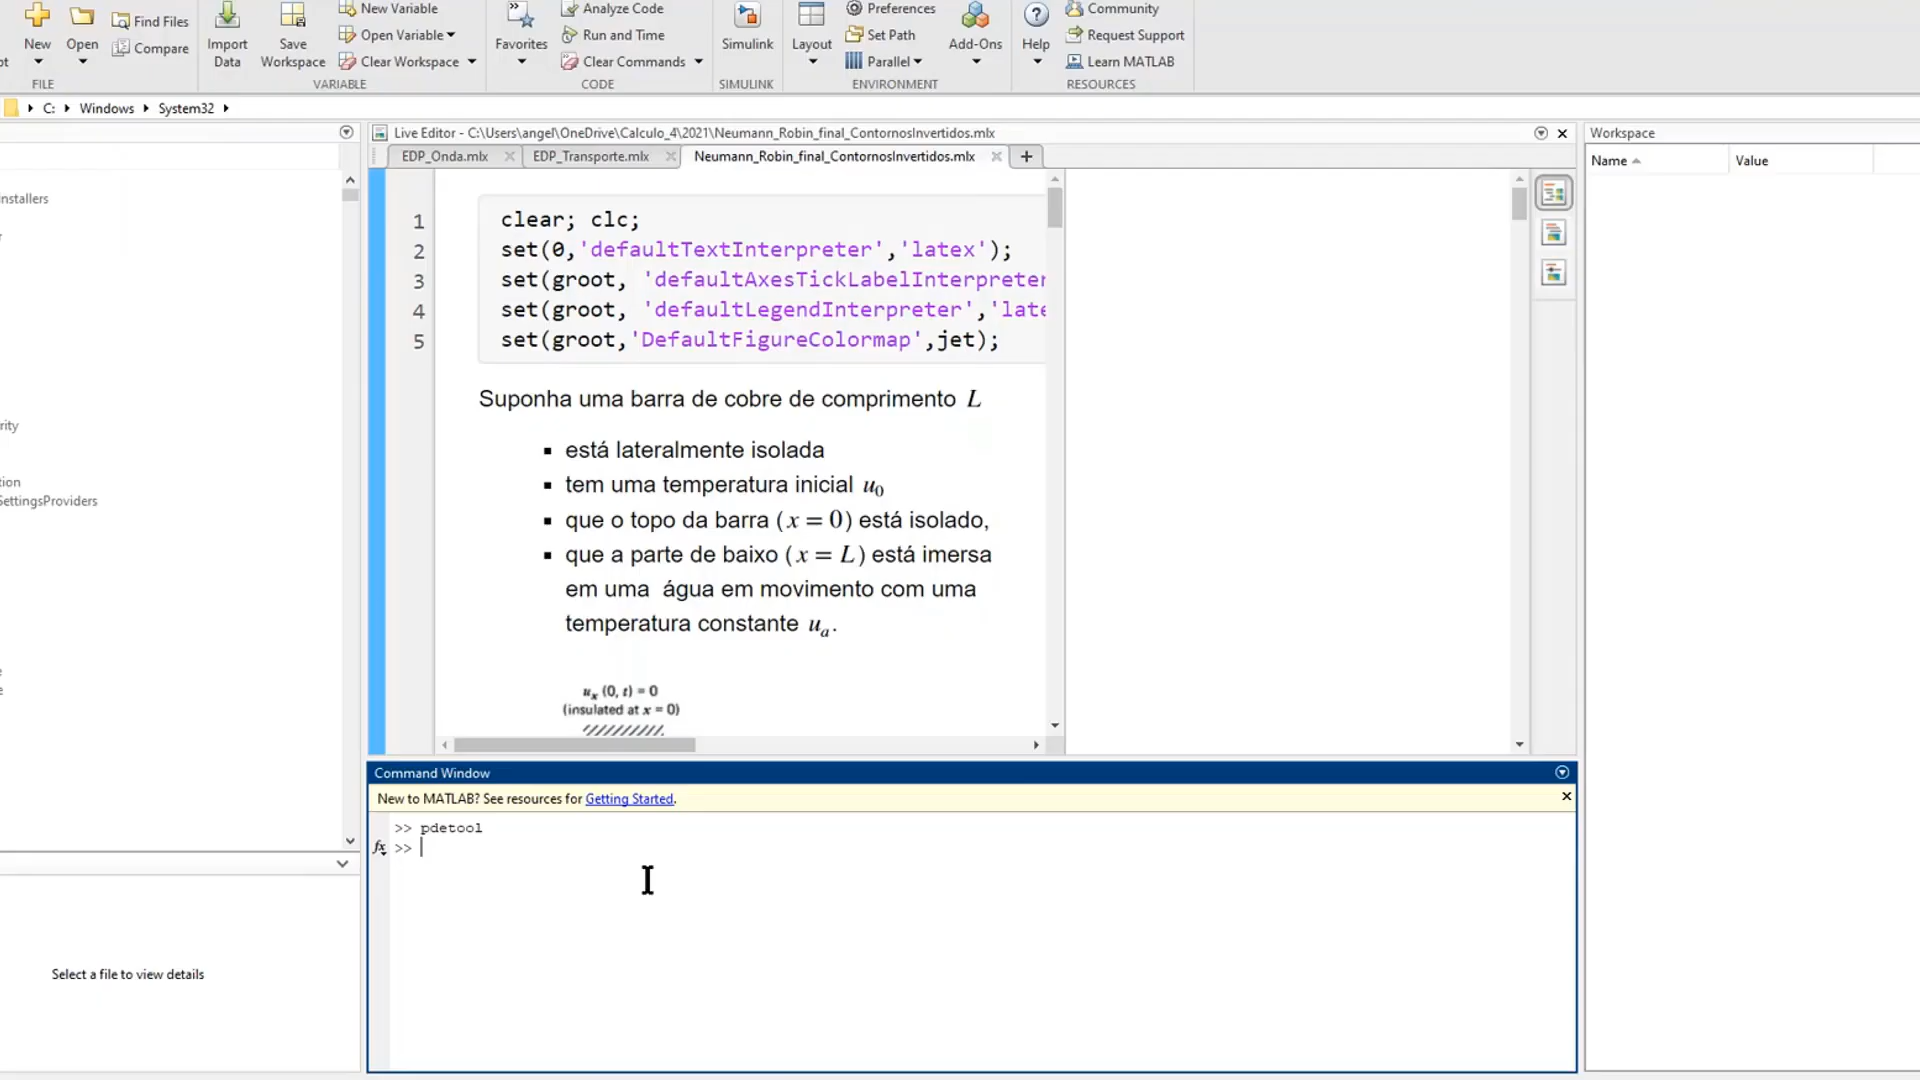 New
Open
Find Files
Compare
FILE
Import
Data
Save
Workspace
New Variable
Open Variable
Clear Workspace
VARIABLE
Favorites
Analyze Code
Run and Time
Clear Commands
CODE
Simulink
SIMULINK
Layout
Preferences
Set Path
Parallel
Add-Ons
ENVIRONMENT
Help
Community
Request Support
Learn MATLAB
RESOURCES
C: Windows System32
Live Editor - C:\Users\angel\OneDrive\Calculo_4\2021\Neumann_Robin_final_ContornosInvertidos.mlx
EDP_Onda.mlx EDP_Transporte.mlx Neumann_Robin_final_ContornosInvertidos.mlx
nstallers
rity
tion
SettingsProviders
1 clear; clc;
2 set(0,'defaultTextInterpreter','latex');
3 set(groot, 'defaultAxesTickLabelInterpreter
4 set(groot, 'defaultLegendInterpreter','late
5 set(groot,'DefaultFigureColormap',jet);
Suponha uma barra de cobre de comprimento L
▪ está lateralmente isolada
▪ tem uma temperatura inicial u₀
▪ que o topo da barra (x = 0) está isolado,
▪ que a parte de baixo (x = L) está imersa
em uma água em movimento com uma
temperatura constante uₐ.
uₓ (0, t) = 0
(insulated at x = 0)
Workspace
Name Value
Command Window
New to MATLAB? See resources for Getting Started.
>> pdetool
fx >>
Select a file to view details